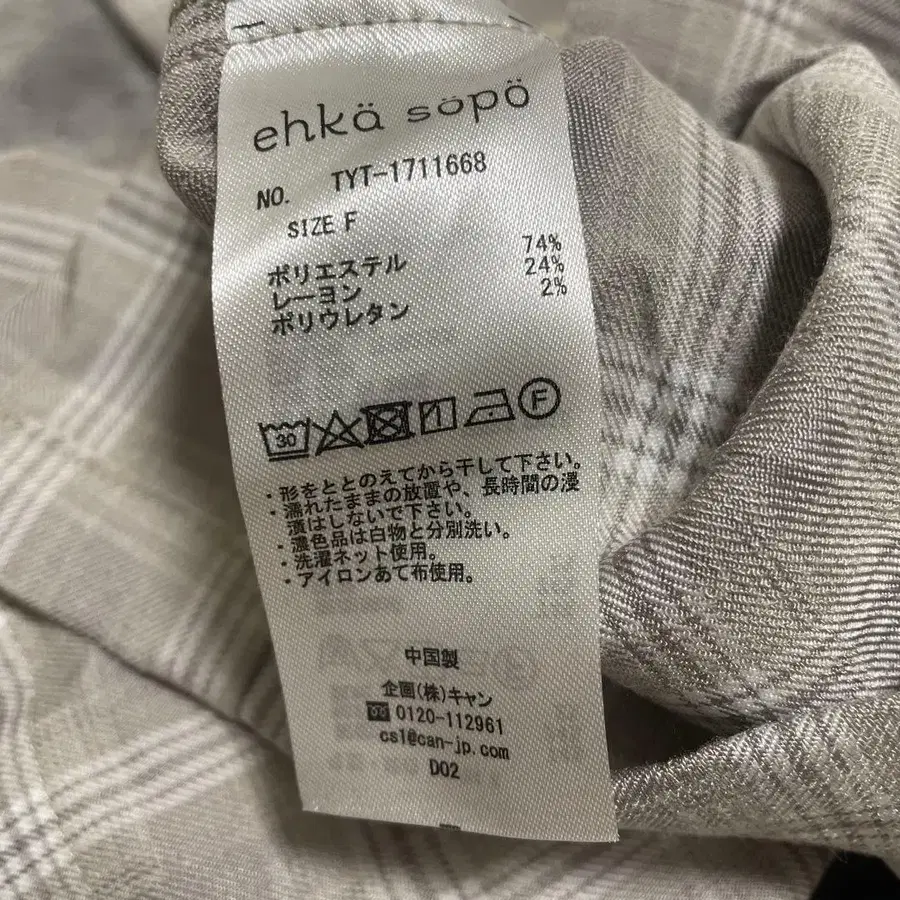 ehkä söpö
NO. TYT-1711668
SIZE F
ポリエステル 74%
レーヨン 24%
ポリウレタン 2%
30 F
・形をととのえてから干して下さい。
・濡れたままの放置や、長時間の浸
漬はしないで下さい。
・濃色品は白物と分別洗い。
・洗濯ネット使用。
・アイロンあて布使用。
中国製
企画(株)キャン
0120-112961
csl@can-jp.com
D02